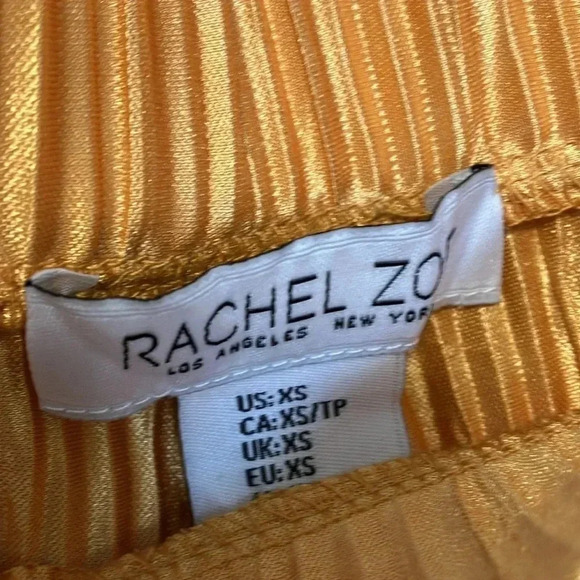 RACHEL ZO
LOS ANGELES NEW YOR
US: XS
CA: XS/TP
UK: XS
EU: XS